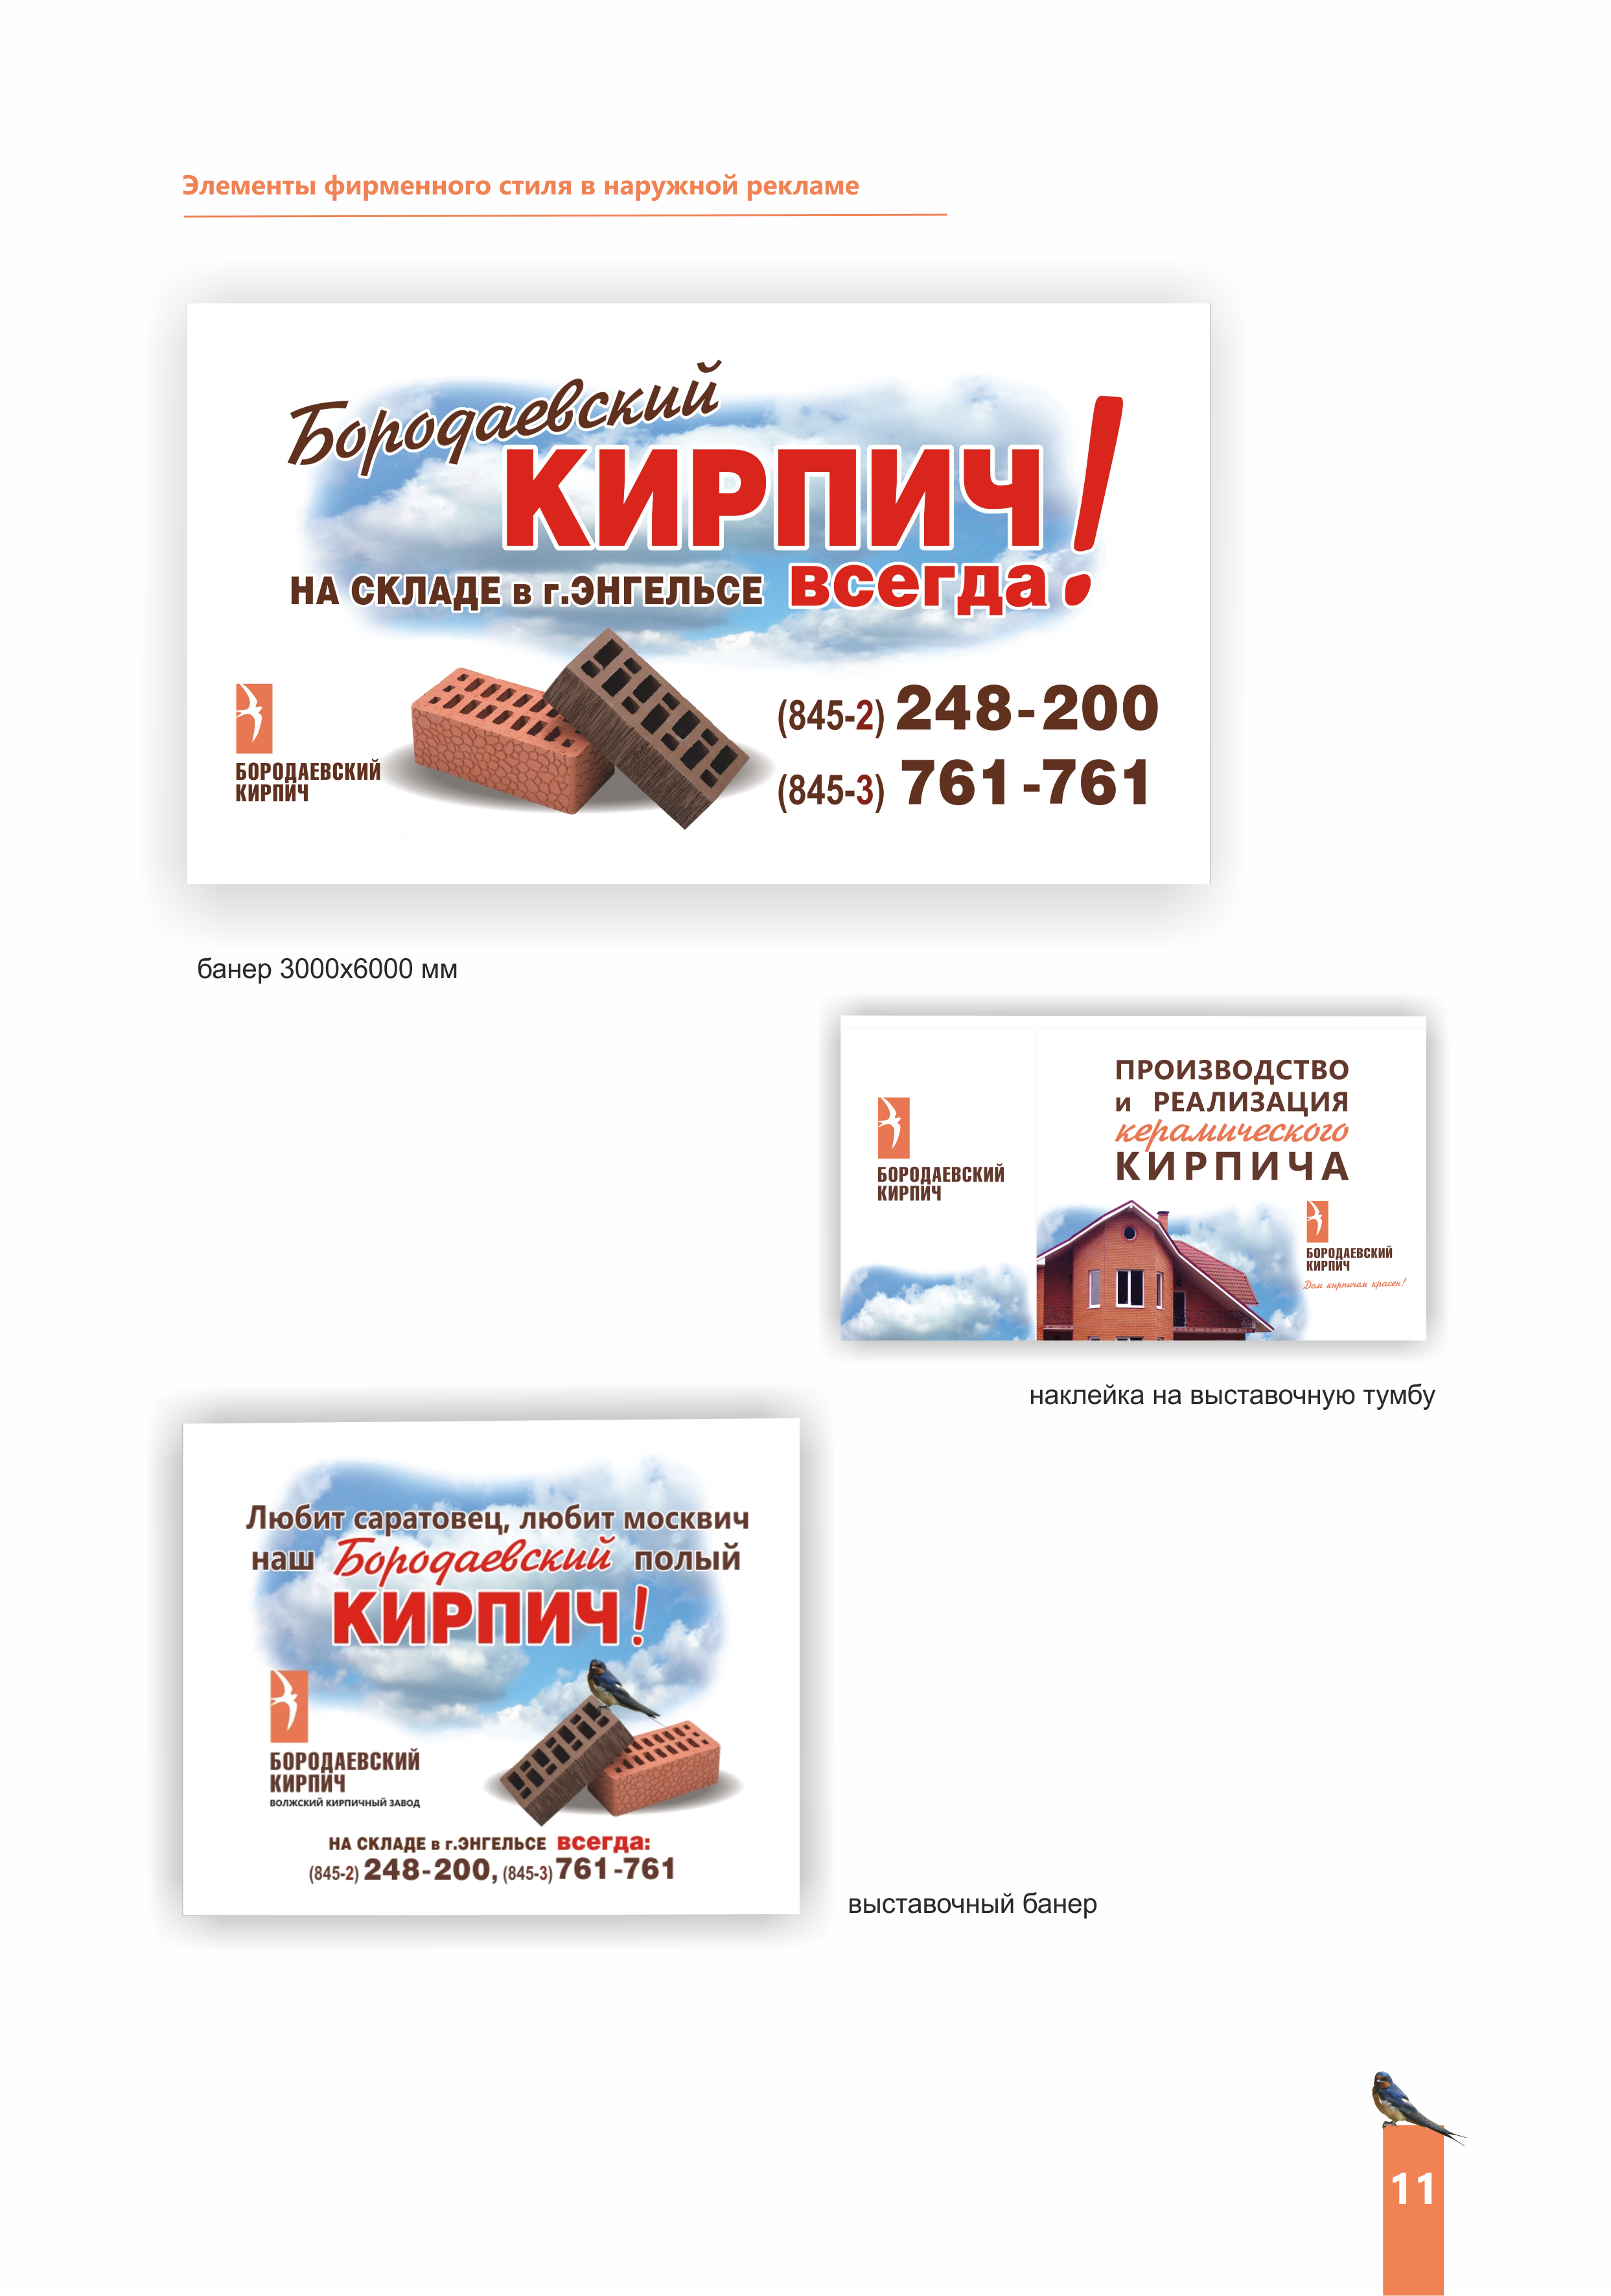 Элементы фирменного стиля в наружной рекламе
Бородаевский
КИРПИЧ!
НА СКЛАДЕ в г.ЭНГЕЛЬСЕ всегда
БОРОДАЕВСКИЙ
КИРПИЧ
(845-2) 248-200
(845-3) 761-761
банер 3000х6000 мм
БОРОДАЕВСКИЙ
КИРПИЧ
ПРОИЗВОДСТВО
и РЕАЛИЗАЦИЯ
керамического
КИРПИЧА
БОРОДАЕВСКИЙ
КИРПИЧ
Дом кирпичем красен!
наклейка на выставочную тумбу
Любит саратовец, любит москвич
наш Бородаевский полый
КИРПИЧ!
БОРОДАЕВСКИЙ
КИРПИЧ
ВОЛЖСКИЙ КИРПИЧНЫЙ ЗАВОД
НА СКЛАДЕ в г.ЭНГЕЛЬСЕ всегда:
(845-2) 248-200, (845-3) 761-761
выставочный банер
11